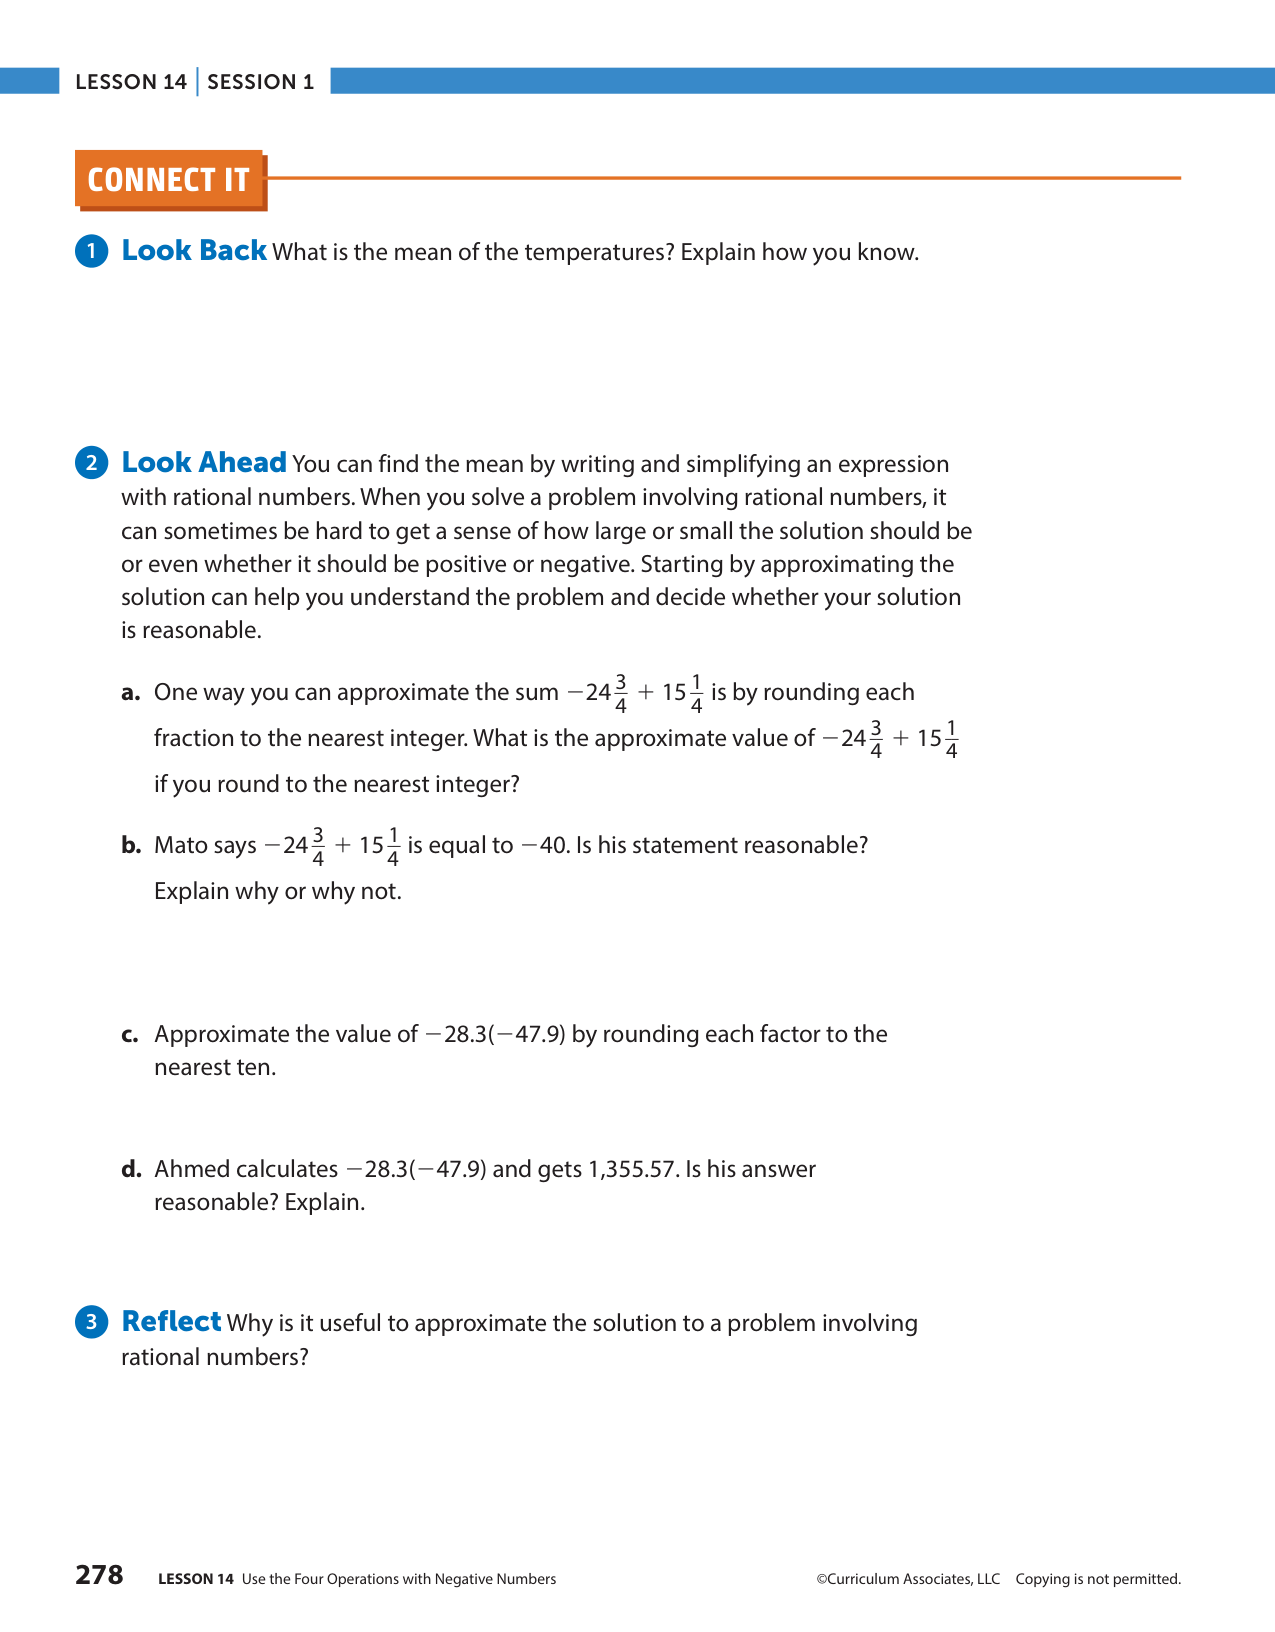 LESSON 14 | SESSION 1
CONNECT IT
1 Look Back What is the mean of the temperatures? Explain how you know.
2 Look Ahead You can find the mean by writing and simplifying an expression
with rational numbers. When you solve a problem involving rational numbers, it
can sometimes be hard to get a sense of how large or small the solution should be
or even whether it should be positive or negative. Starting by approximating the
solution can help you understand the problem and decide whether your solution
is reasonable.
a. One way you can approximate the sum −24 3/4 + 15 1/4 is by rounding each
fraction to the nearest integer. What is the approximate value of −24 3/4 + 15 1/4
if you round to the nearest integer?
b. Mato says −24 3/4 + 15 1/4 is equal to −40. Is his statement reasonable?
Explain why or why not.
c. Approximate the value of −28.3(−47.9) by rounding each factor to the
nearest ten.
d. Ahmed calculates −28.3(−47.9) and gets 1,355.57. Is his answer
reasonable? Explain.
3 Reflect Why is it useful to approximate the solution to a problem involving
rational numbers?
278 LESSON 14 Use the Four Operations with Negative Numbers ©Curriculum Associates, LLC Copying is not permitted.